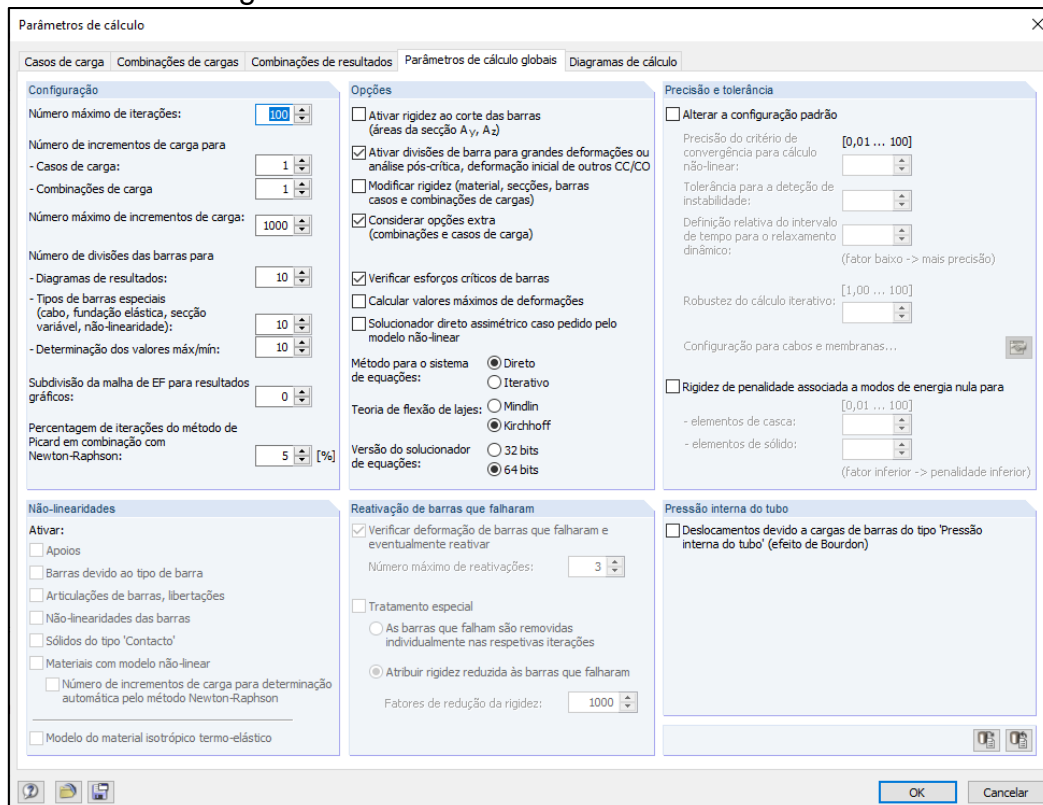 Parâmetros de cálculo
Casos de carga
Combinações de cargas
Combinações de resultados
Parâmetros de cálculo globais
Diagramas de cálculo
Configuração
Número máximo de iterações:
100
Número de incrementos de carga para
- Casos de carga:
1
- Combinações de carga
1
Número máximo de incrementos de carga:
1000
Número de divisões das barras para
- Diagramas de resultados:
10
- Tipos de barras especiais
(cabo, fundação elástica, secção
variável, não-linearidade):
10
- Determinação dos valores máx/mín:
10
Subdivisão da malha de EF para resultados
gráficos:
0
Percentagem de iterações do método de
Picard em combinação com
Newton-Raphson:
5 [%]
Opções
Ativar rigidez ao corte das barras
(áreas da secção Ay, Az)
Ativar divisões de barra para grandes deformações ou
análise pós-crítica, deformação inicial de outros CC/CO
Modificar rigidez (material, secções, barras
casos e combinações de cargas)
Considerar opções extra
(combinações e casos de carga)
Verificar esforços críticos de barras
Calcular valores máximos de deformações
Solucionador direto assimétrico caso pedido pelo
modelo não-linear
Método para o sistema
de equações:
Direto
Iterativo
Teoria de flexão de lajes:
Mindlin
Kirchhoff
Versão do solucionador
de equações:
32 bits
64 bits
Precisão e tolerância
Alterar a configuração padrão
Precisão do critério de
convergência para cálculo
não-linear:
[0,01 ... 100]
Tolerância para a deteção de
instabilidade:
Definição relativa do intervalo
de tempo para o relaxamento
dinâmico:
(fator baixo -> mais precisão)
[1,00 ... 100]
Robustez do cálculo iterativo:
Configuração para cabos e membranas...
Rigidez de penalidade associada a modos de energia nula para
[0,01 ... 100]
- elementos de casca:
- elementos de sólido:
(fator inferior -> penalidade inferior)
Não-linearidades
Ativar:
Apoios
Barras devido ao tipo de barra
Articulações de barras, libertações
Não-linearidades das barras
Sólidos do tipo 'Contacto'
Materiais com modelo não-linear
Número de incrementos de carga para determinação
automática pelo método Newton-Raphson
Modelo do material isotrópico termo-elástico
Reativação de barras que falharam
Verificar deformação de barras que falharam e
eventualmente reativar
Número máximo de reativações:
3
Tratamento especial
As barras que falham são removidas
individualmente nas respetivas iterações
Atribuir rigidez reduzida às barras que falharam
Fatores de redução da rigidez:
1000
Pressão interna do tubo
Deslocamentos devido a cargas de barras do tipo 'Pressão
interna do tubo' (efeito de Bourdon)
OK
Cancelar